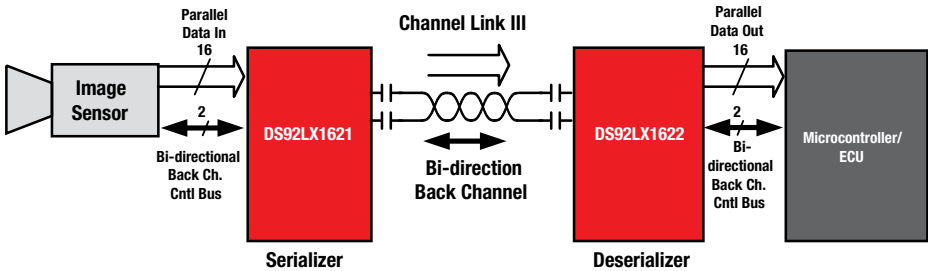 Parallel
Data In
16
Image
Sensor
2
Bi-directional
Back Ch.
Cntl Bus
DS92LX1621
Serializer
Channel Link III
Bi-direction
Back Channel
DS92LX1622
Deserializer
Parallel
Data Out
16
2
Bi-
directional
Back Ch.
Cntl Bus
Microcontroller/
ECU